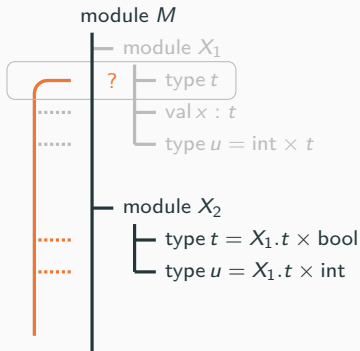 module M
module X₁
? type t
val x : t
type u = int × t
module X₂
type t = X₁.t × bool
type u = X₁.t × int